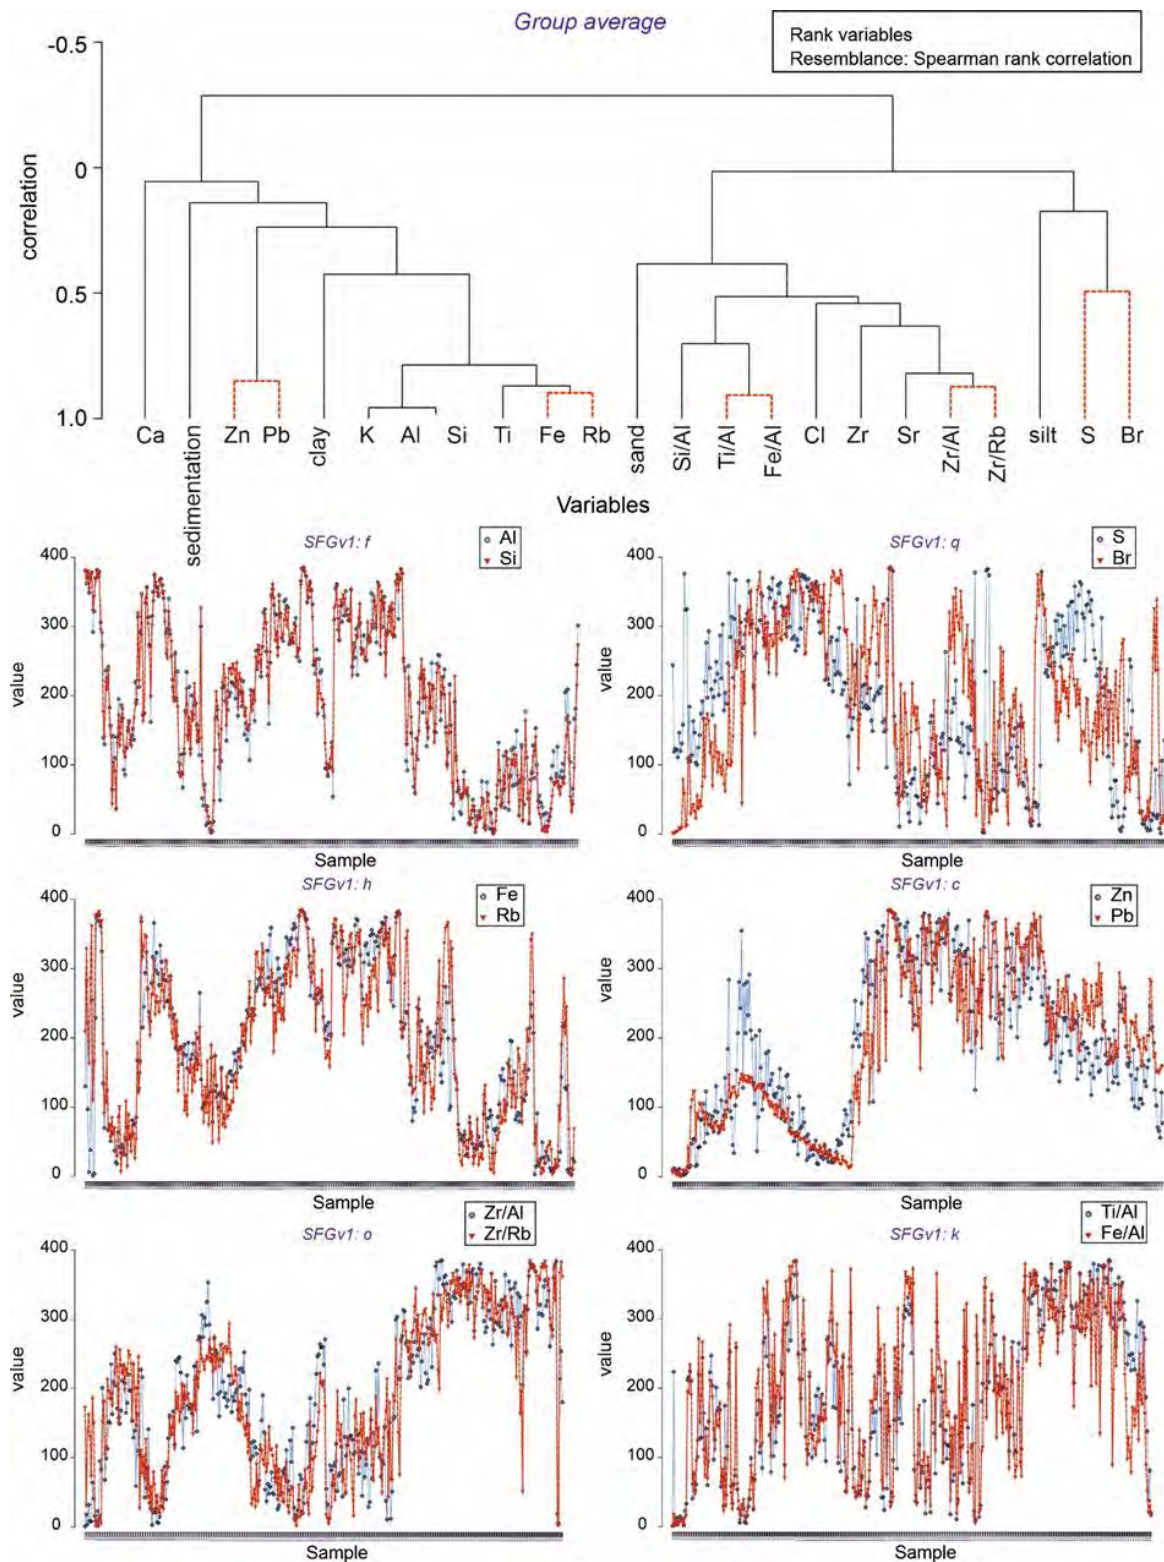 Group average
Rank variables
Resemblance: Spearman rank correlation
correlation
-0.5
0
0.5
1.0
Ca
sedimentation
Zn
Pb
clay
K
Al
Si
Ti
Fe
Rb
sand
Si/Al
Ti/Al
Fe/Al
Cl
Zr
Sr
Zr/Al
Zr/Rb
silt
S
Br
Variables
SFGv1: f
Al
Si
value
400
300
200
100
0
Sample
SFGv1: q
S
Br
value
400
300
200
100
0
Sample
SFGv1: h
Fe
Rb
value
400
300
200
100
0
Sample
SFGv1: c
Zn
Pb
value
400
300
200
100
0
Sample
SFGv1: o
Zr/Al
Zr/Rb
value
400
300
200
100
0
Sample
SFGv1: k
Ti/Al
Fe/Al
value
400
300
200
100
0
Sample